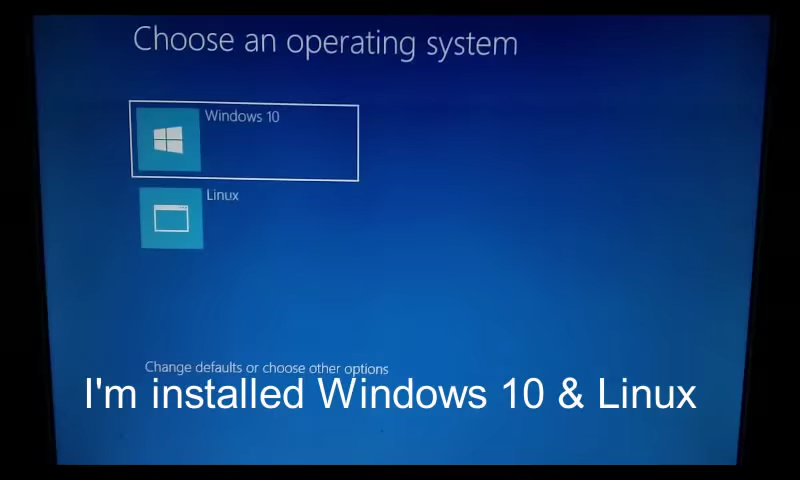 Choose an operating system
Windows 10
Linux
Change defaults or choose other options
I'm installed Windows 10 & Linux